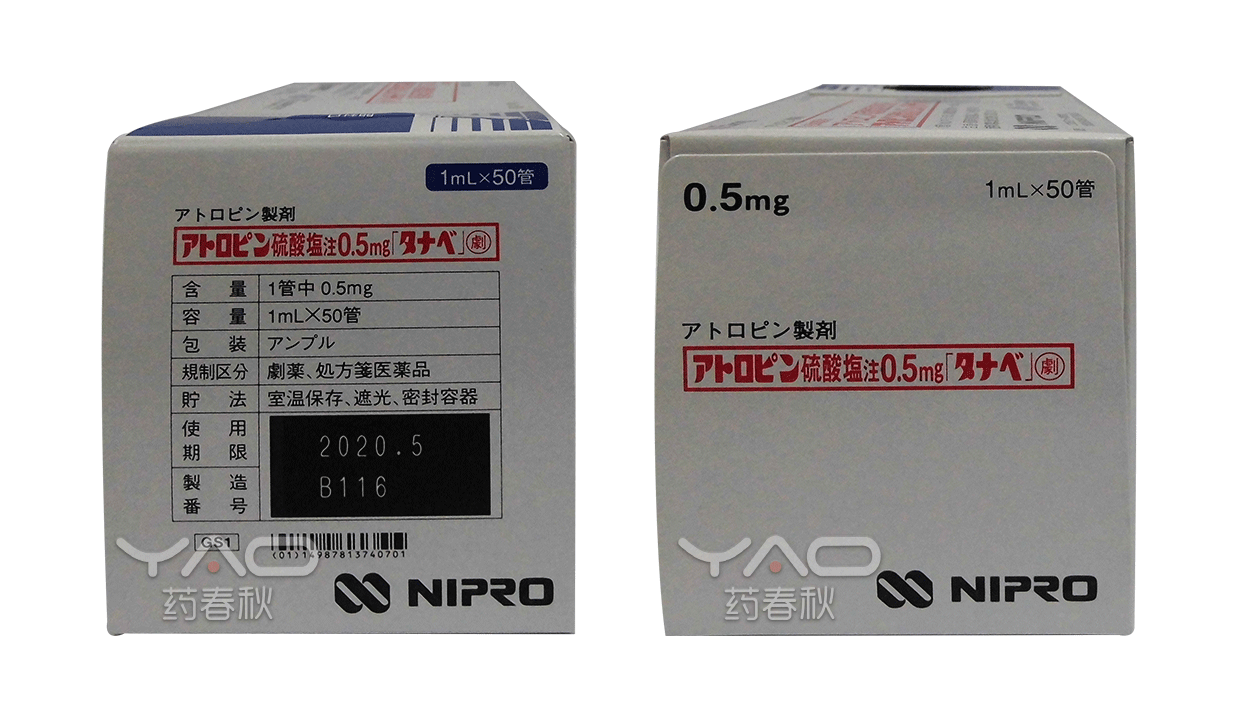 1mL×50管
アトロピン製剤
アトロピン硫酸塩注0.5mg「タナベ」劇
含量 1管中 0.5mg
容量 1mL×50管
包装 アンプル
規制区分 劇薬、処方箋医薬品
貯法 室温保存、遮光、密封容器
使用期限 2020.5
製造番号 B116
GS1
(01)14987813740701
NIPRO
YAO
药春秋
0.5mg
1mL×50管
アトロピン製剤
アトロピン硫酸塩注0.5mg「タナベ」劇
NIPRO
YAO
药春秋